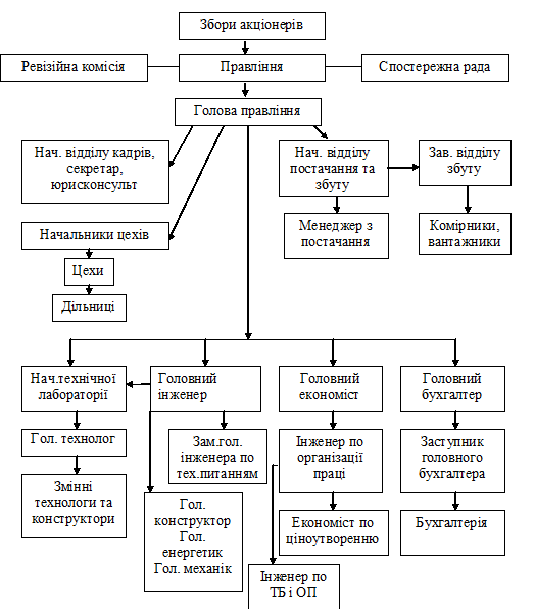 Збори акціонерів
Ревізійна комісія
Правління
Спостережна рада
Голова правління
Нач. відділу кадрів,
секретар,
юрисконсульт
Нач. відділу
постачання та
збуту
Зав. відділу
збуту
Начальники цехів
Менеджер з
постачання
Комірники,
вантажники
Цехи
Дільниці
Нач.технічної
лабораторії
Головний
інженер
Головний
економіст
Головний
бухгалтер
Гол. технолог
Зам.гол.
інженера по
тех.питанням
Інженер по
організації
праці
Заступник
головного
бухгалтера
Змінні
технологи та
конструктори
Гол.
конструктор
Гол.
енергетик
Гол. механік
Економіст по
ціноутворенню
Бухгалтерія
Інженер по
ТБ і ОП